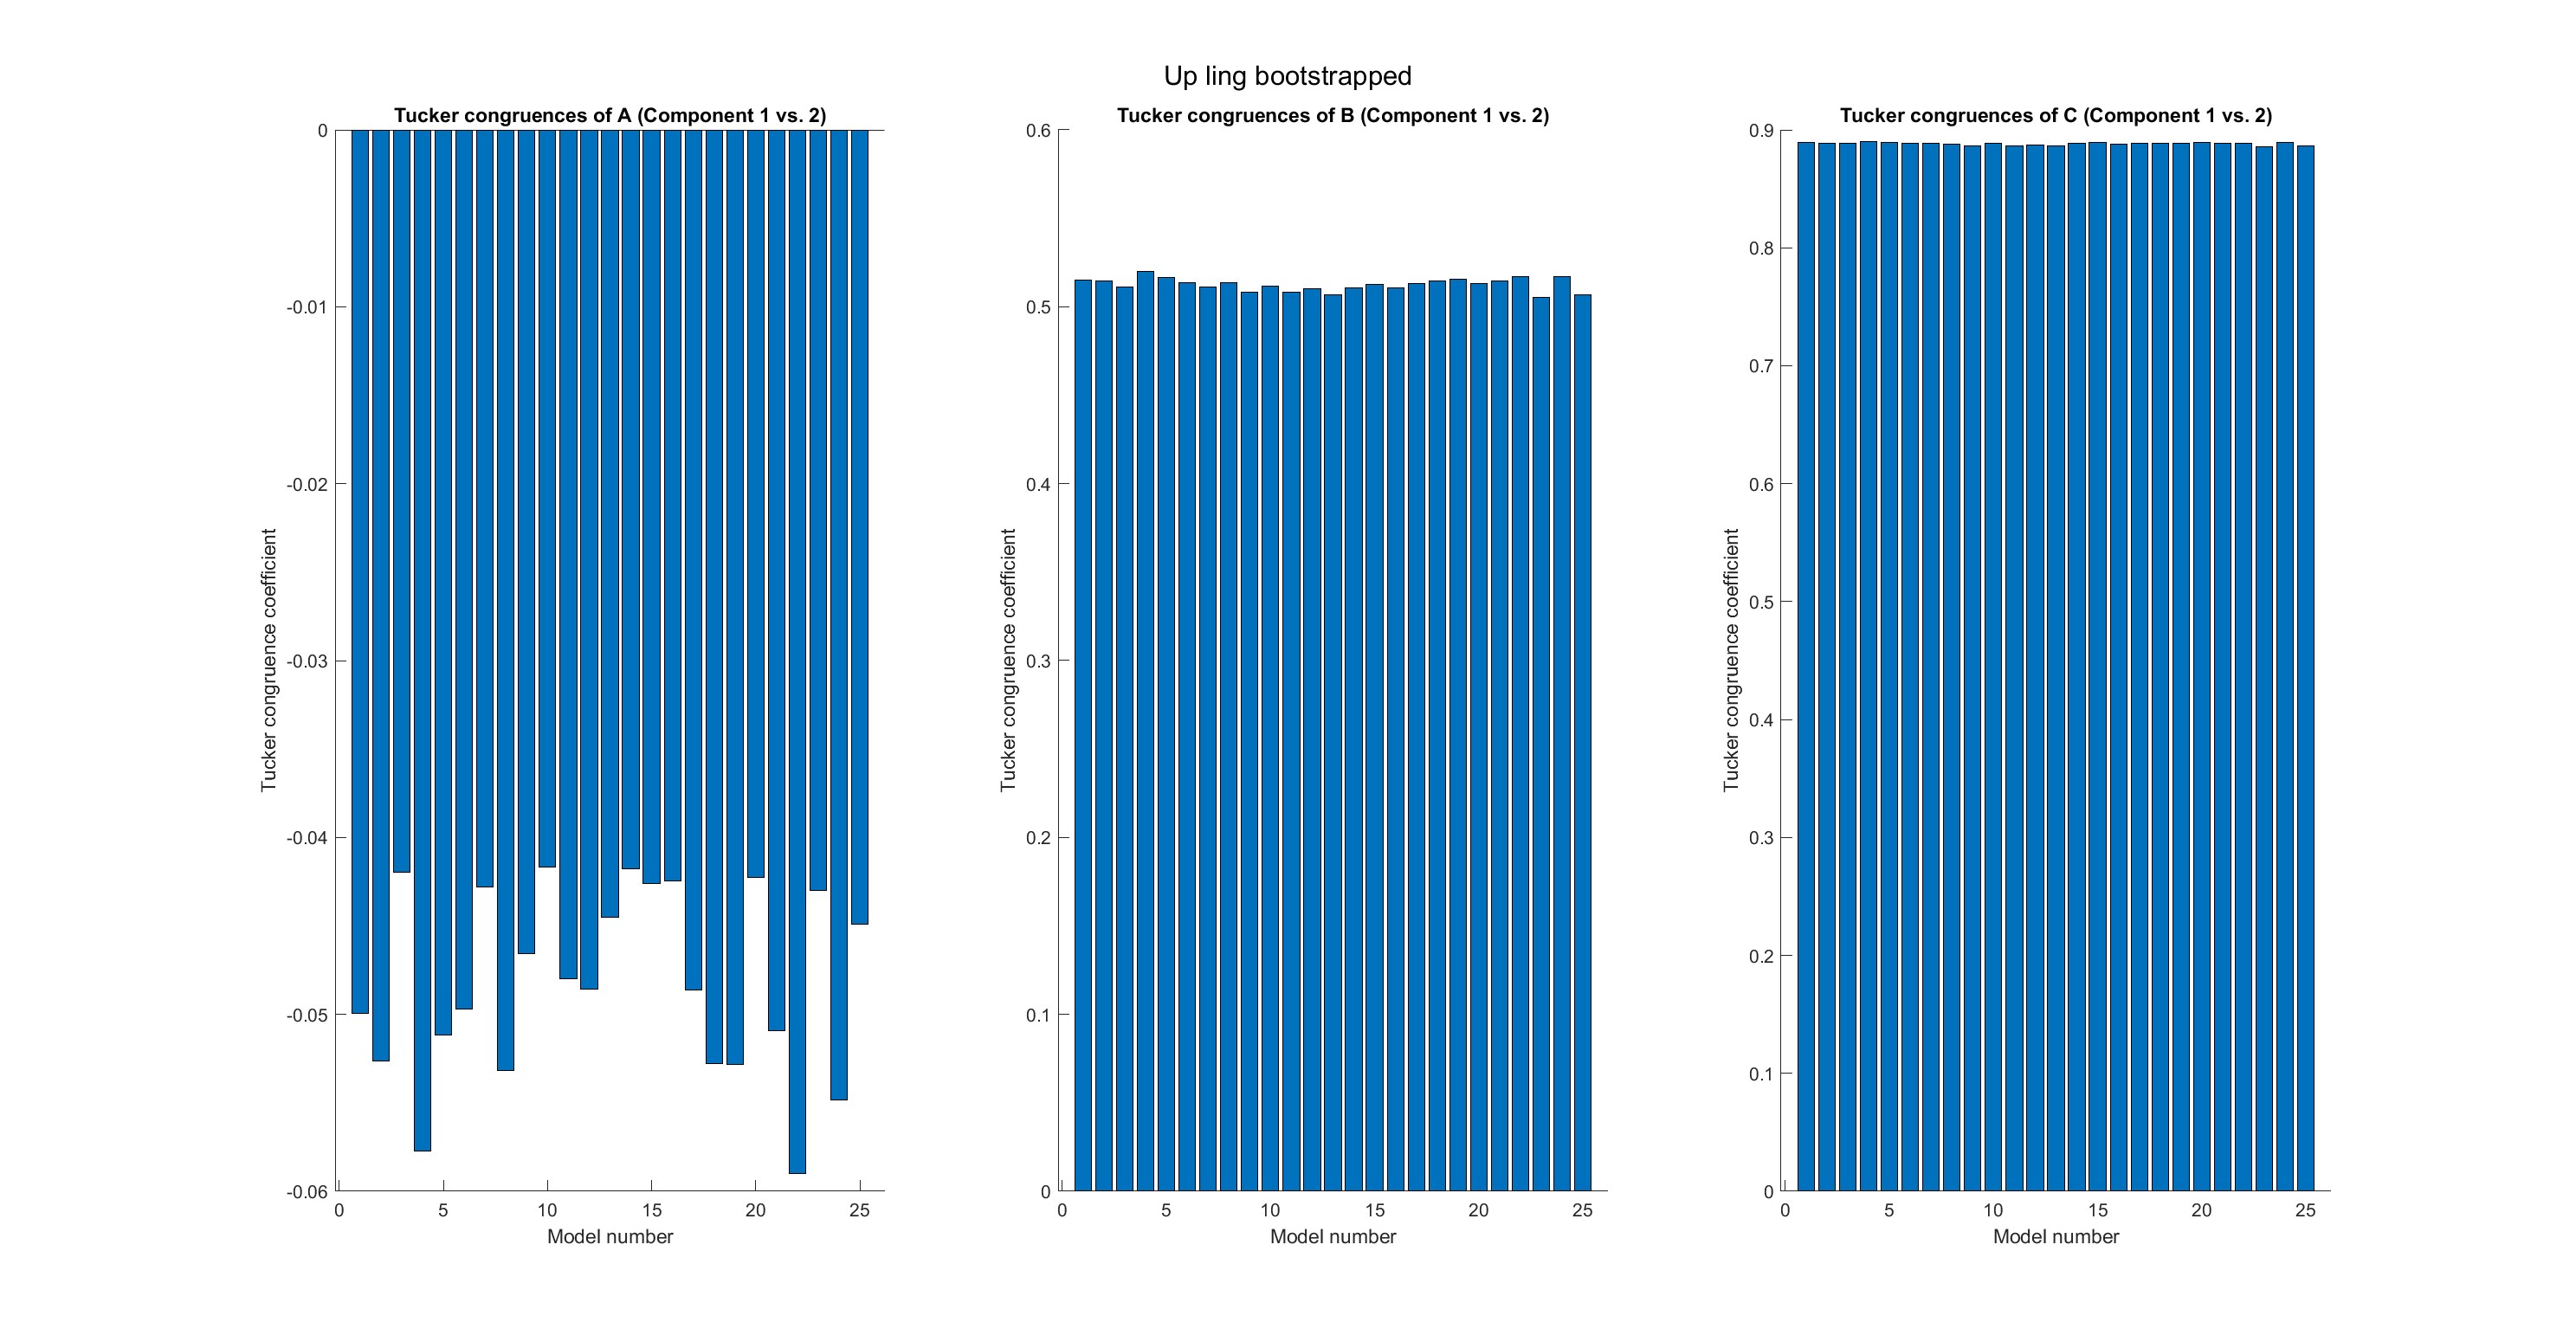 Up ling bootstrapped
Tucker congruences of A (Component 1 vs. 2)
0
-0.01
-0.02
-0.03
-0.04
-0.05
-0.06
Tucker congruence coefficient
0 5 10 15 20 25
Model number
Tucker congruences of B (Component 1 vs. 2)
0.6
0.5
0.4
0.3
0.2
0.1
0
Tucker congruence coefficient
0 5 10 15 20 25
Model number
Tucker congruences of C (Component 1 vs. 2)
0.9
0.8
0.7
0.6
0.5
0.4
0.3
0.2
0.1
0
Tucker congruence coefficient
0 5 10 15 20 25
Model number